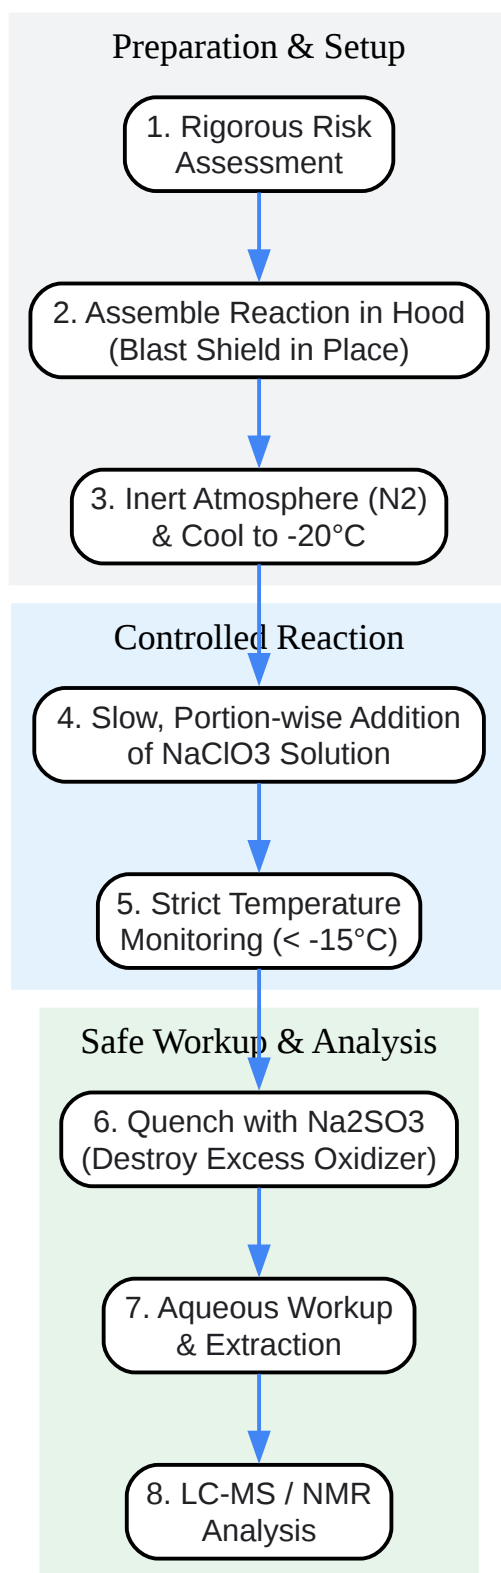 Preparation & Setup
1. Rigorous Risk
Assessment
2. Assemble Reaction in Hood
(Blast Shield in Place)
3. Inert Atmosphere (N2)
& Cool to -20°C
Controlled Reaction
4. Slow, Portion-wise Addition
of NaClO3 Solution
5. Strict Temperature
Monitoring (< -15°C)
Safe Workup & Analysis
6. Quench with Na2SO3
(Destroy Excess Oxidizer)
7. Aqueous Workup
& Extraction
8. LC-MS / NMR
Analysis